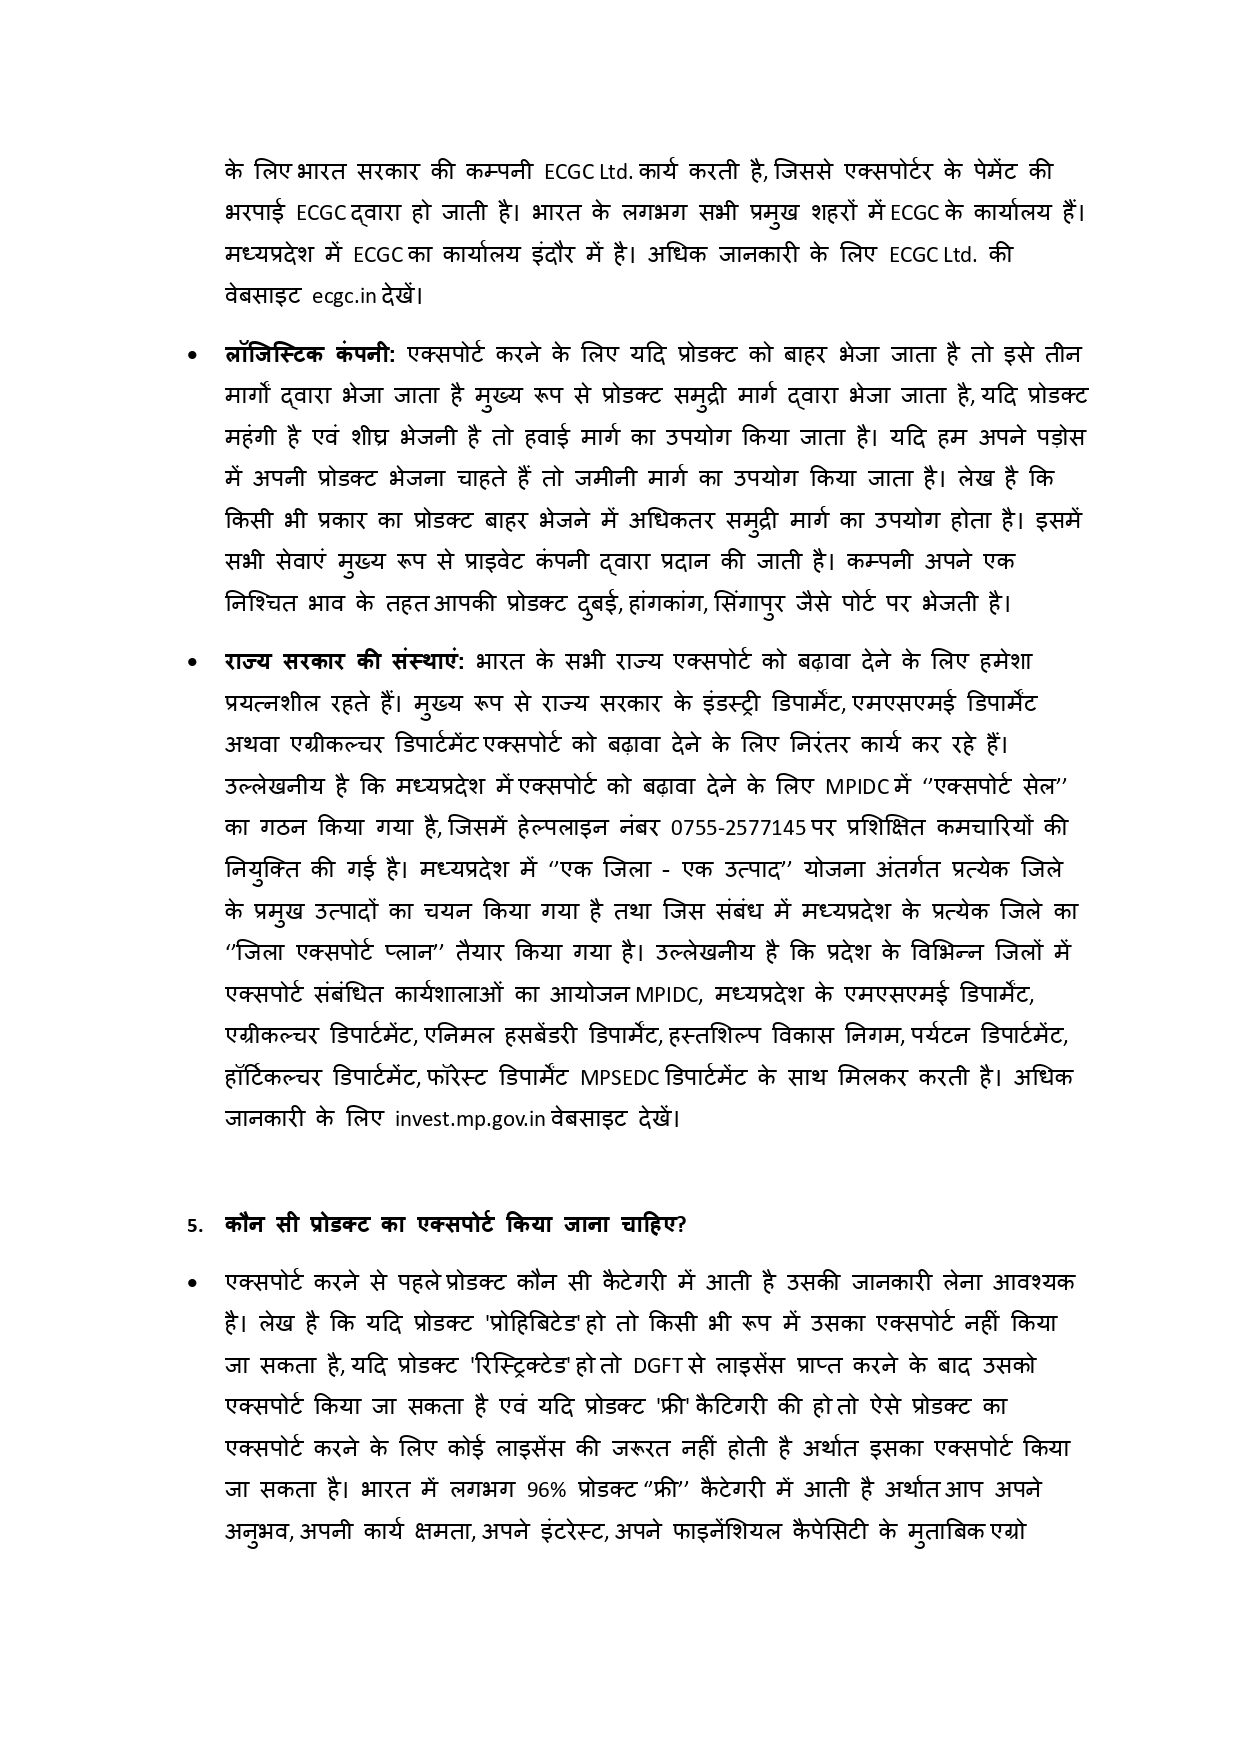 के लिए भारत सरकार की कम्पनी ECGC Ltd. कार्य करती है, जिससे एक्सपोर्टर के पेमेंट की
भरपाई ECGC द्वारा हो जाती है। भारत के लगभग सभी प्रमुख शहरों में ECGC के कार्यालय हैं।
मध्यप्रदेश में ECGC का कार्यालय इंदौर में है। अधिक जानकारी के लिए ECGC Ltd. की
वेबसाइट ecgc.in देखें।
• लॉजिस्टिक कंपनी: एक्सपोर्ट करने के लिए यदि प्रोडक्ट को बाहर भेजा जाता है तो इसे तीन
मार्गों द्वारा भेजा जाता है मुख्य रूप से प्रोडक्ट समुद्री मार्ग द्वारा भेजा जाता है, यदि प्रोडक्ट
महंगी है एवं शीघ्र भेजनी है तो हवाई मार्ग का उपयोग किया जाता है। यदि हम अपने पड़ोस
में अपनी प्रोडक्ट भेजना चाहते हैं तो जमीनी मार्ग का उपयोग किया जाता है। लेख है कि
किसी भी प्रकार का प्रोडक्ट बाहर भेजने में अधिकतर समुद्री मार्ग का उपयोग होता है। इसमें
सभी सेवाएं मुख्य रूप से प्राइवेट कंपनी द्वारा प्रदान की जाती है। कम्पनी अपने एक
निश्चित भाव के तहत आपकी प्रोडक्ट दुबई, हांगकांग, सिंगापुर जैसे पोर्ट पर भेजती है।
• राज्य सरकार की संस्थाएं: भारत के सभी राज्य एक्सपोर्ट को बढ़ावा देने के लिए हमेशा
प्रयत्नशील रहते हैं। मुख्य रूप से राज्य सरकार के इंडस्ट्री डिपार्मेंट, एमएसएमई डिपार्मेंट
अथवा एग्रीकल्चर डिपार्टमेंट एक्सपोर्ट को बढ़ावा देने के लिए निरंतर कार्य कर रहे हैं।
उल्लेखनीय है कि मध्यप्रदेश में एक्सपोर्ट को बढ़ावा देने के लिए MPIDC में ‘’एक्सपोर्ट सेल’’
का गठन किया गया है, जिसमें हेल्पलाइन नंबर 0755-2577145 पर प्रशिक्षित कमचारियों की
नियुक्ति की गई है। मध्यप्रदेश में ‘’एक जिला - एक उत्पाद’’ योजना अंतर्गत प्रत्येक जिले
के प्रमुख उत्पादों का चयन किया गया है तथा जिस संबंध में मध्यप्रदेश के प्रत्येक जिले का
‘’जिला एक्सपोर्ट प्लान’’ तैयार किया गया है। उल्लेखनीय है कि प्रदेश के विभिन्न जिलों में
एक्सपोर्ट संबंधित कार्यशालाओं का आयोजन MPIDC, मध्यप्रदेश के एमएसएमई डिपार्मेंट,
एग्रीकल्चर डिपार्टमेंट, एनिमल हसबेंडरी डिपार्मेंट, हस्तशिल्प विकास निगम, पर्यटन डिपार्टमेंट,
हॉर्टिकल्चर डिपार्टमेंट, फॉरेस्ट डिपार्मेंट MPSEDC डिपार्टमेंट के साथ मिलकर करती है। अधिक
जानकारी के लिए invest.mp.gov.in वेबसाइट देखें।
5. कौन सी प्रोडक्ट का एक्सपोर्ट किया जाना चाहिए?
• एक्सपोर्ट करने से पहले प्रोडक्ट कौन सी कैटेगरी में आती है उसकी जानकारी लेना आवश्यक
है। लेख है कि यदि प्रोडक्ट 'प्रोहिबिटेड' हो तो किसी भी रूप में उसका एक्सपोर्ट नहीं किया
जा सकता है, यदि प्रोडक्ट 'रिस्ट्रिक्टेड' हो तो DGFT से लाइसेंस प्राप्त करने के बाद उसको
एक्सपोर्ट किया जा सकता है एवं यदि प्रोडक्ट 'फ्री' कैटिगरी की हो तो ऐसे प्रोडक्ट का
एक्सपोर्ट करने के लिए कोई लाइसेंस की जरूरत नहीं होती है अर्थात इसका एक्सपोर्ट किया
जा सकता है। भारत में लगभग 96% प्रोडक्ट ‘’फ्री’’ कैटेगरी में आती है अर्थात आप अपने
अनुभव, अपनी कार्य क्षमता, अपने इंटरेस्ट, अपने फाइनेंशियल कैपेसिटी के मुताबिक एग्रो